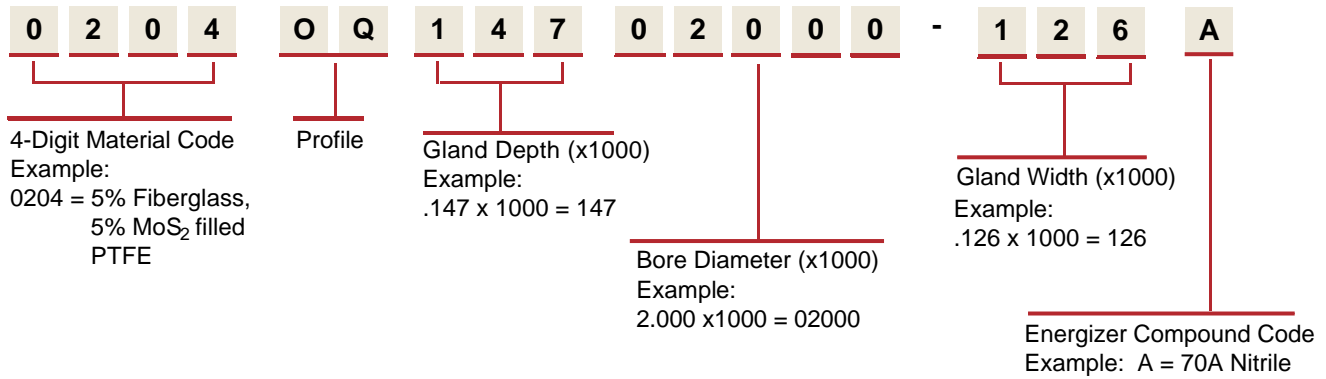 0 2 0 4 O Q 1 4 7 0 2 0 0 0 - 1 2 6 A
4-Digit Material Code
Example:
0204 = 5% Fiberglass,
5% MoS₂ filled
PTFE
Profile
Gland Depth (x1000)
Example:
.147 x 1000 = 147
Bore Diameter (x1000)
Example:
2.000 x1000 = 02000
Gland Width (x1000)
Example:
.126 x 1000 = 126
Energizer Compound Code
Example: A = 70A Nitrile